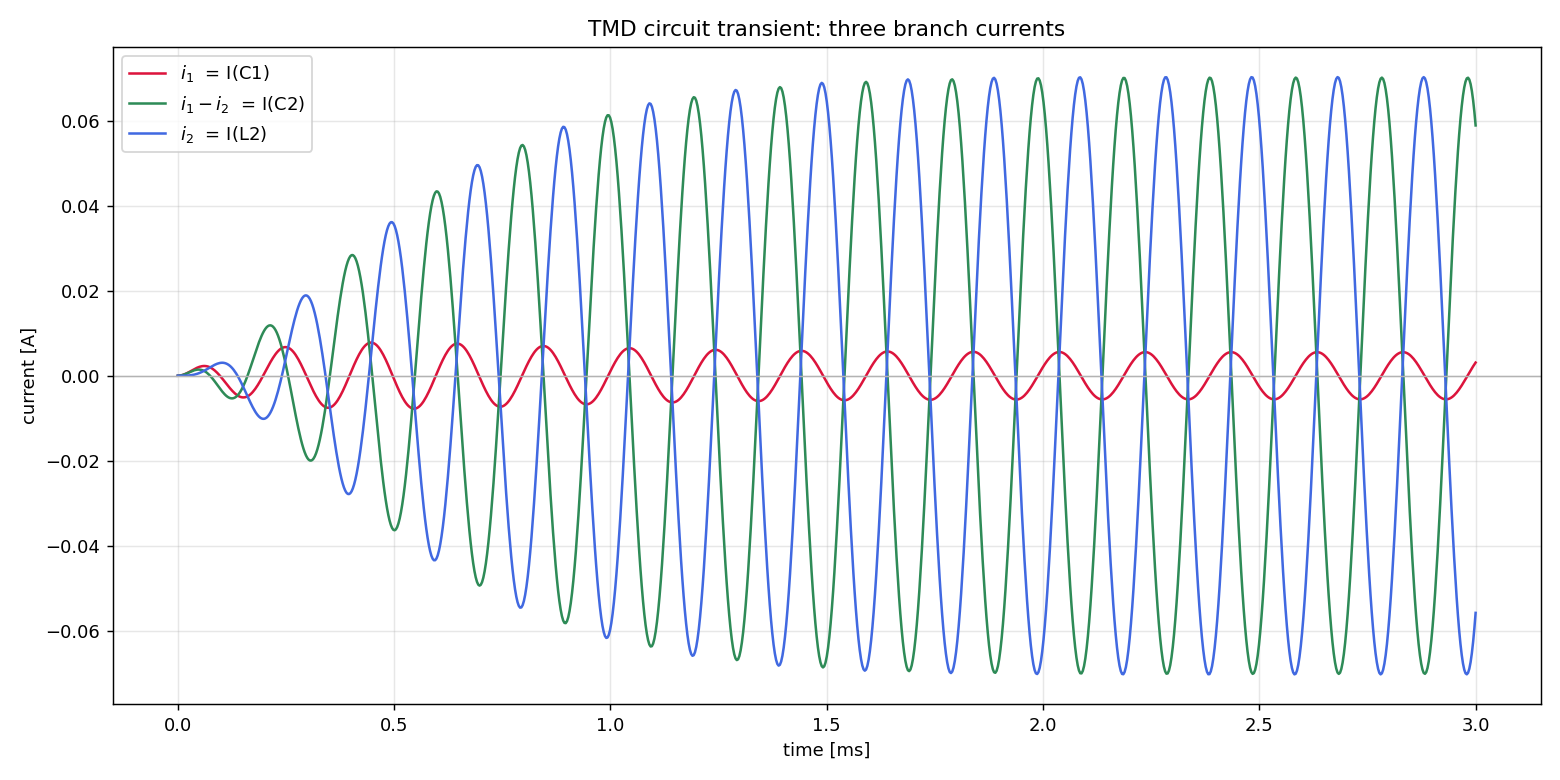 TMD circuit transient: three branch currents
i₁ = I(C1)
i₁ − i₂ = I(C2)
i₂ = I(L2)
current [A]
0.06
0.04
0.02
0.00
−0.02
−0.04
−0.06
0.0 0.5 1.0 1.5 2.0 2.5 3.0
time [ms]